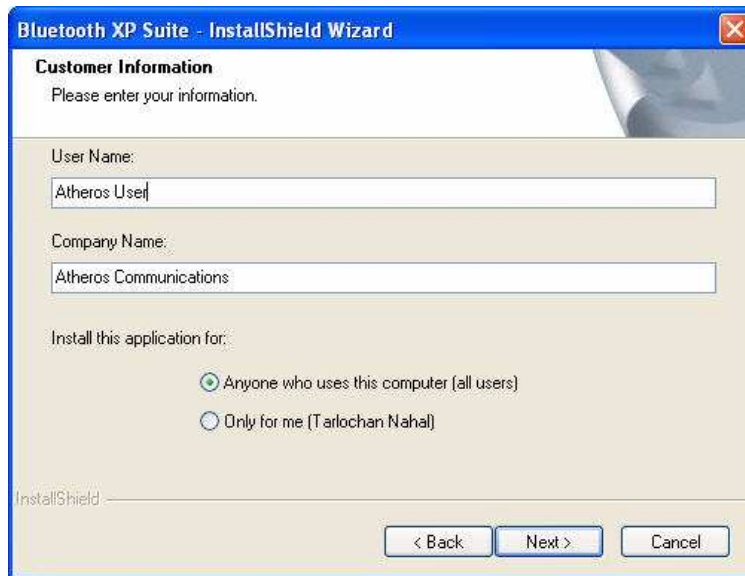 Bluetooth XP Suite - InstallShield Wizard
Customer Information
Please enter your information.
User Name:
Atheros User
Company Name:
Atheros Communications
Install this application for:
Anyone who uses this computer (all users)
Only for me (Tarlochan Nahal)
InstallShield
< Back
Next >
Cancel